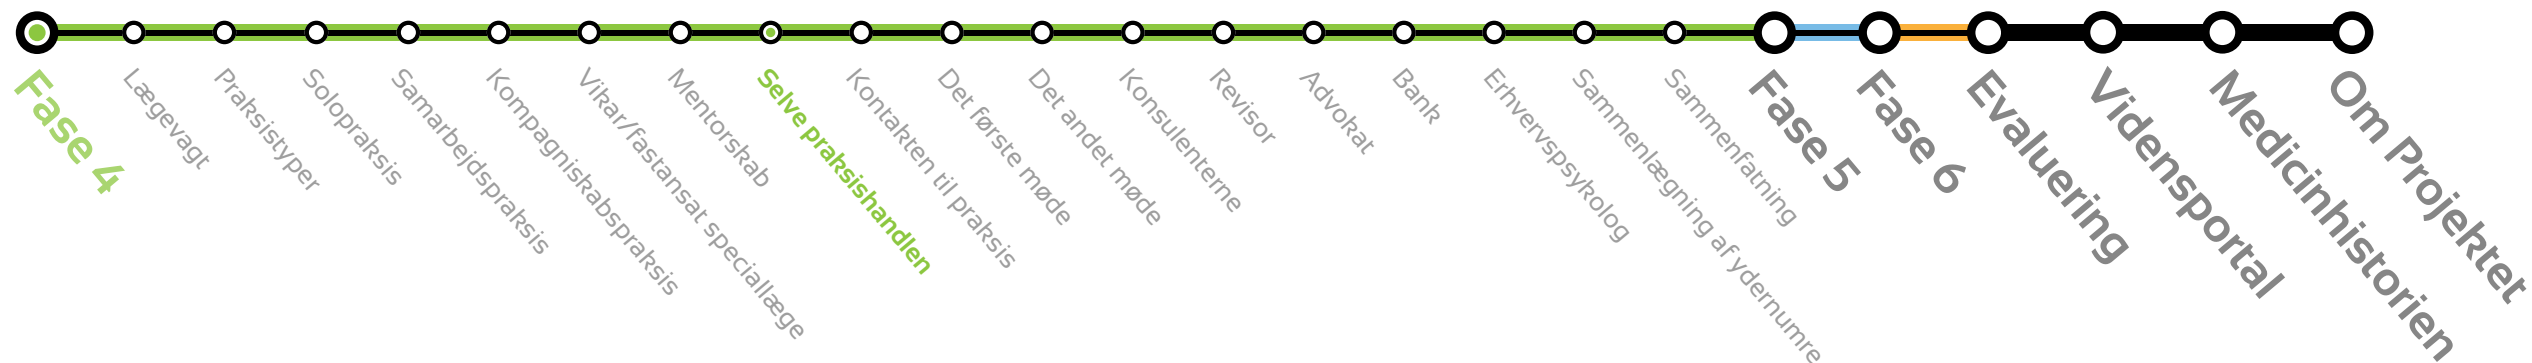 Fase 4
Lægevagt
Praksistyper
Solopraksis
Samarbejdspraksis
Kompagniskabspraksis
Vikar/fastansat speciallæge
Mentorskab
Selve praksishandlen
Kontakten til praksis
Det første møde
Det andet møde
Konsulenterne
Revisor
Advokat
Bank
Erhvervspsykolog
Sammenlægning af ydernumre
Sammenfatning
Fase 5
Fase 6
Evaluering
Vidensportal
Medicinhistorien
Om Projektet